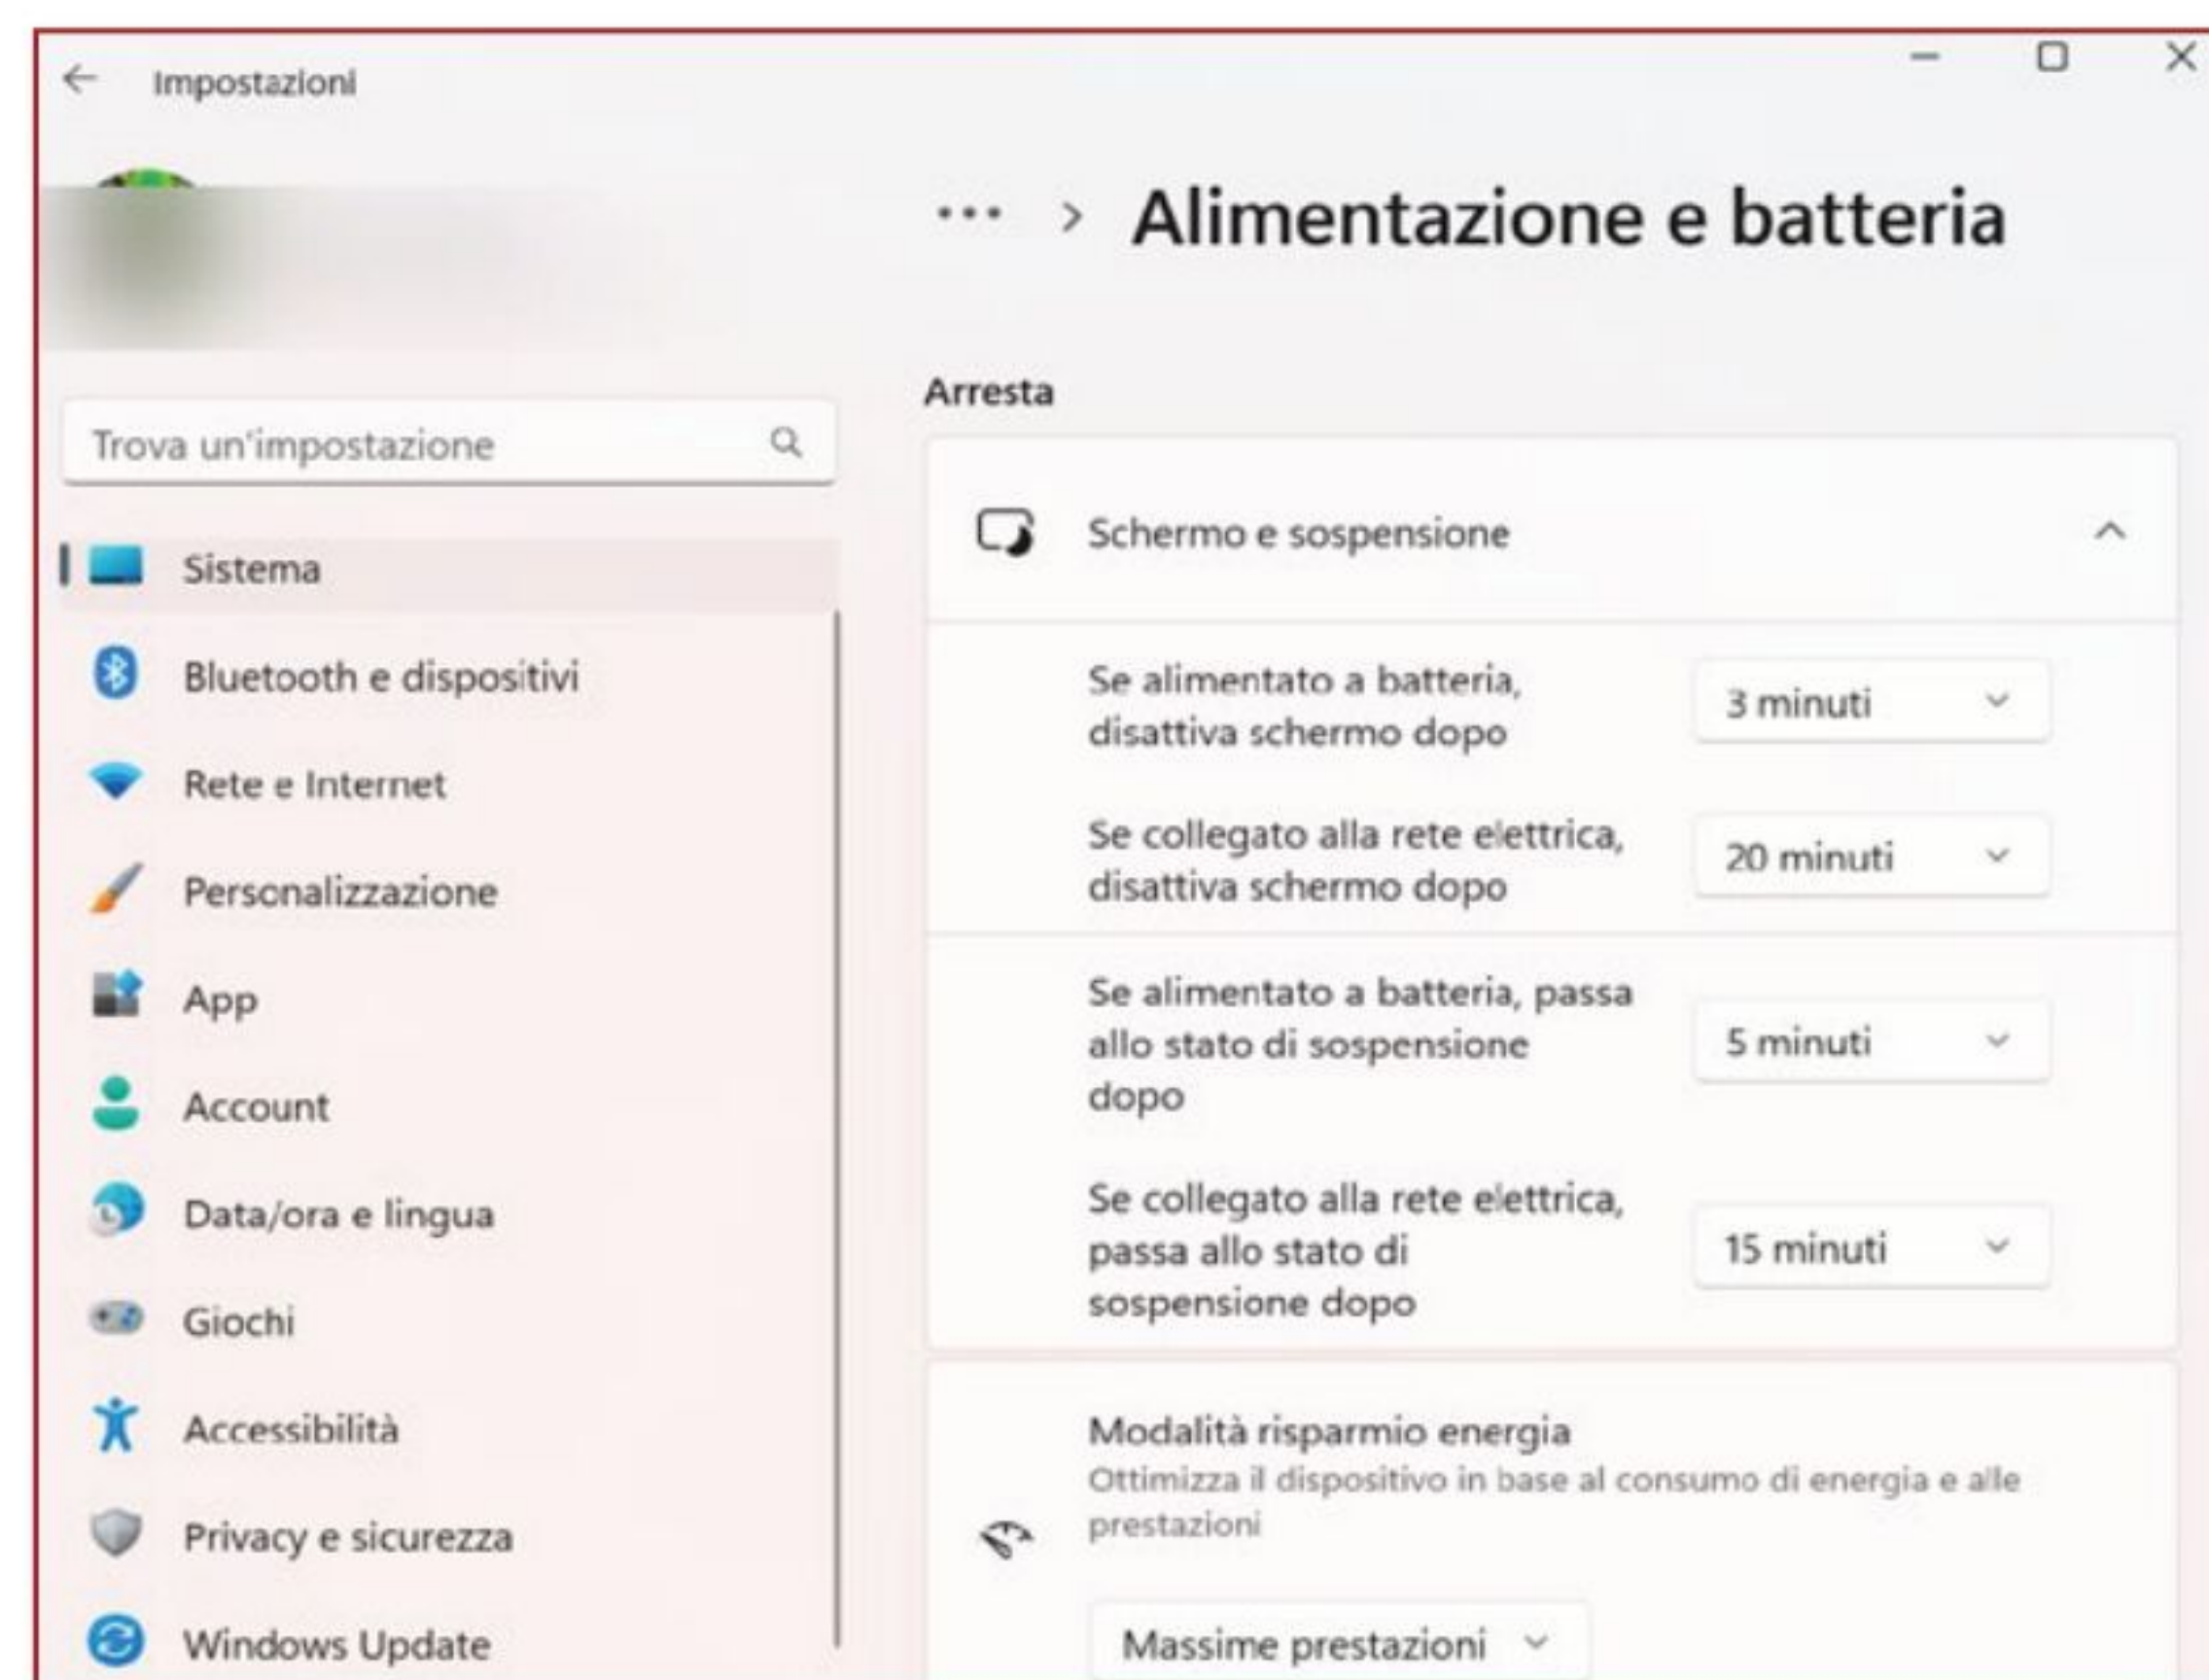 Impostazioni
··· > Alimentazione e batteria
Trova un'impostazione
Sistema
Bluetooth e dispositivi
Rete e Internet
Personalizzazione
App
Account
Data/ora e lingua
Giochi
Accessibilità
Privacy e sicurezza
Windows Update
Arresta
Schermo e sospensione
Se alimentato a batteria,
disattiva schermo dopo
3 minuti
Se collegato alla rete elettrica,
disattiva schermo dopo
20 minuti
Se alimentato a batteria, passa
allo stato di sospensione
dopo
5 minuti
Se collegato alla rete elettrica,
passa allo stato di
sospensione dopo
15 minuti
Modalità risparmio energia
Ottimizza il dispositivo in base al consumo di energia e alle
prestazioni
Massime prestazioni